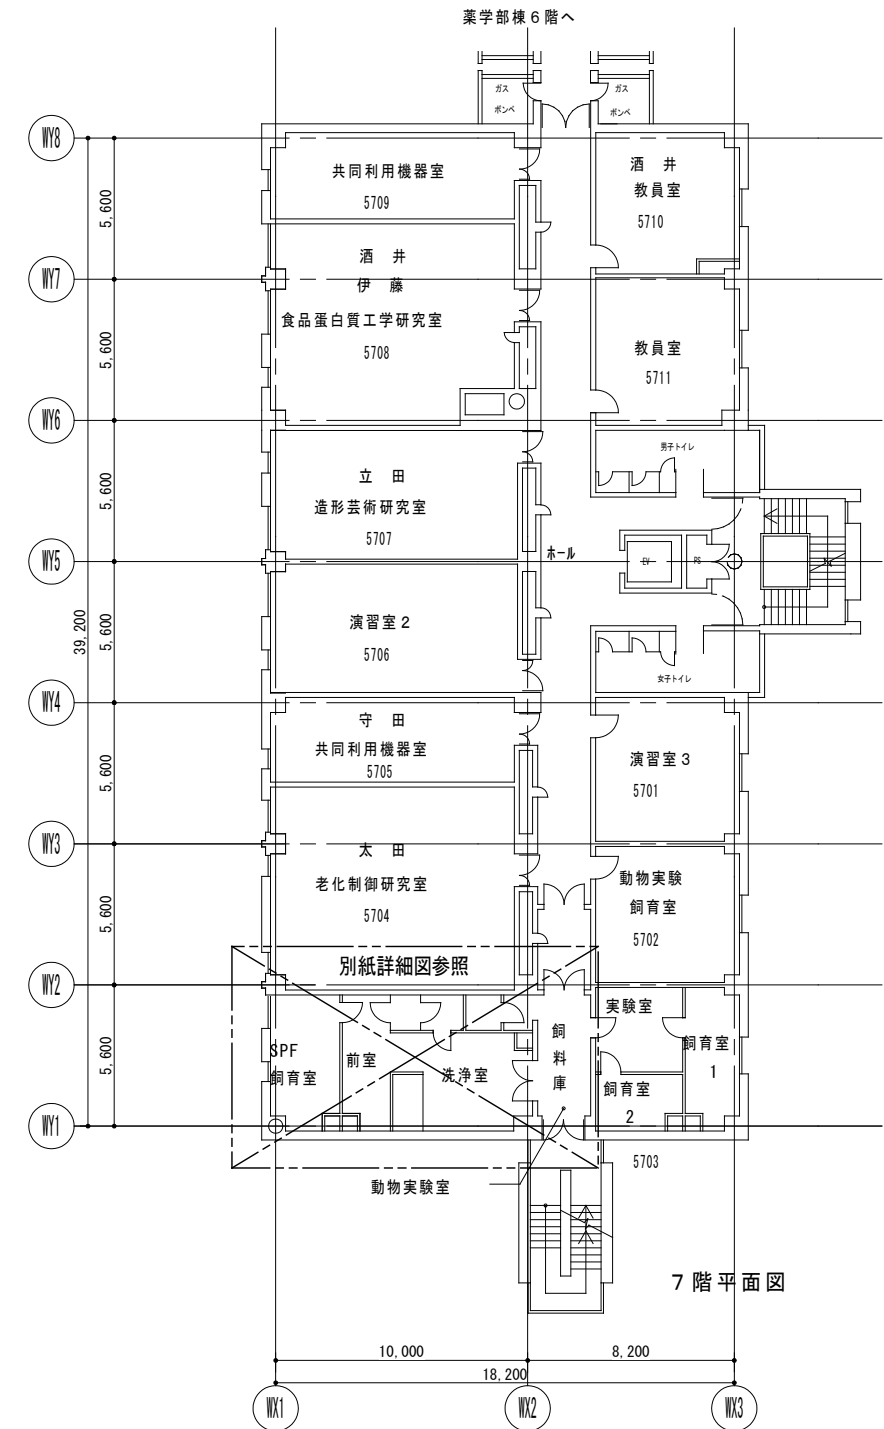 薬学部棟6階へ
ガス
ボンベ
ガス
ボンベ
WY8
共同利用機器室
5709
酒 井
教員室
5710
5,600
WY7
酒 井
伊 藤
食品蛋白質工学研究室
5708
教員室
5711
5,600
WY6
男子トイレ
立 田
造形芸術研究室
5707
5,600
WY5
ホール
EV
PS
39,200
5,600
演習室2
5706
女子トイレ
WY4
守 田
共同利用機器室
5705
演習室3
5701
5,600
WY3
太 田
老化制御研究室
5704
動物実験
飼育室
5702
5,600
別紙詳細図参照
WY2
実験室
5,600
SPF
飼育室
前室
洗浄室
飼料庫
飼育室
1
飼育室
2
WY1
5703
動物実験室
7階平面図
10,000
8,200
18,200
WX1
WX2
WX3